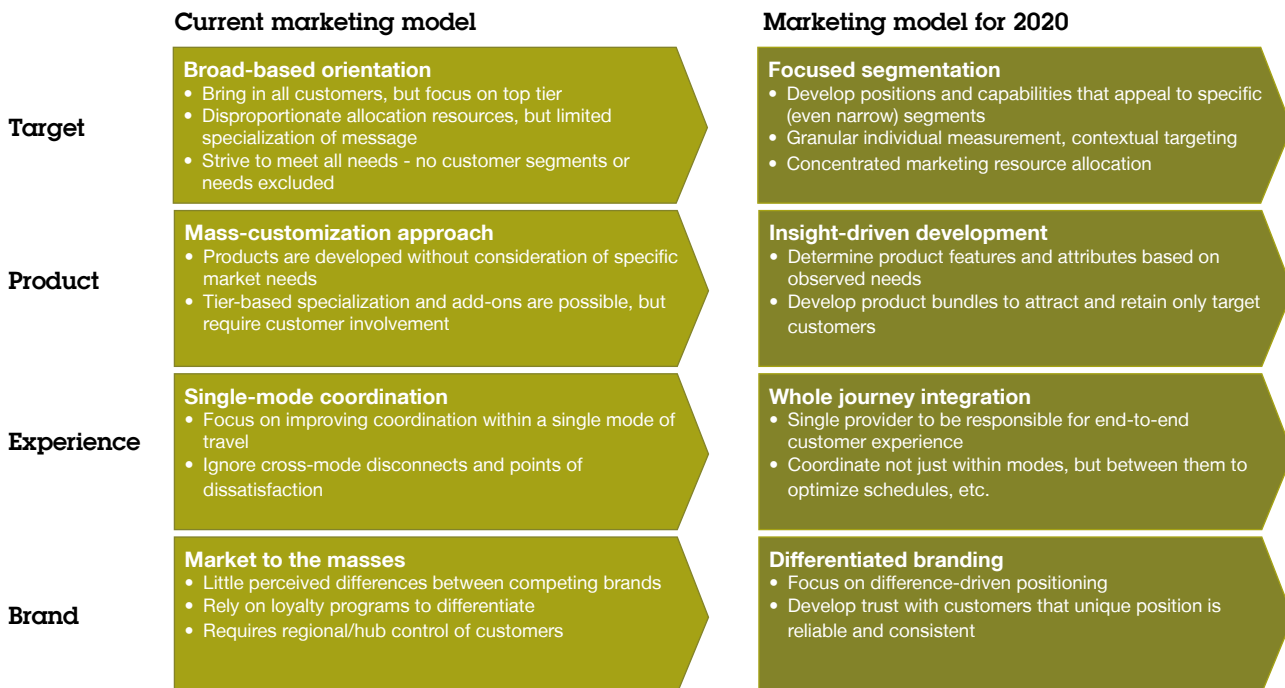 Current marketing model
Marketing model for 2020
Target
Broad-based orientation
• Bring in all customers, but focus on top tier
• Disproportionate allocation resources, but limited
specialization of message
• Strive to meet all needs - no customer segments or
needs excluded
Focused segmentation
• Develop positions and capabilities that appeal to specific
(even narrow) segments
• Granular individual measurement, contextual targeting
• Concentrated marketing resource allocation
Product
Mass-customization approach
• Products are developed without consideration of specific
market needs
• Tier-based specialization and add-ons are possible, but
require customer involvement
Insight-driven development
• Determine product features and attributes based on
observed needs
• Develop product bundles to attract and retain only target
customers
Experience
Single-mode coordination
• Focus on improving coordination within a single mode of
travel
• Ignore cross-mode disconnects and points of
dissatisfaction
Whole journey integration
• Single provider to be responsible for end-to-end
customer experience
• Coordinate not just within modes, but between them to
optimize schedules, etc.
Brand
Market to the masses
• Little perceived differences between competing brands
• Rely on loyalty programs to differentiate
• Requires regional/hub control of customers
Differentiated branding
• Focus on difference-driven positioning
• Develop trust with customers that unique position is
reliable and consistent